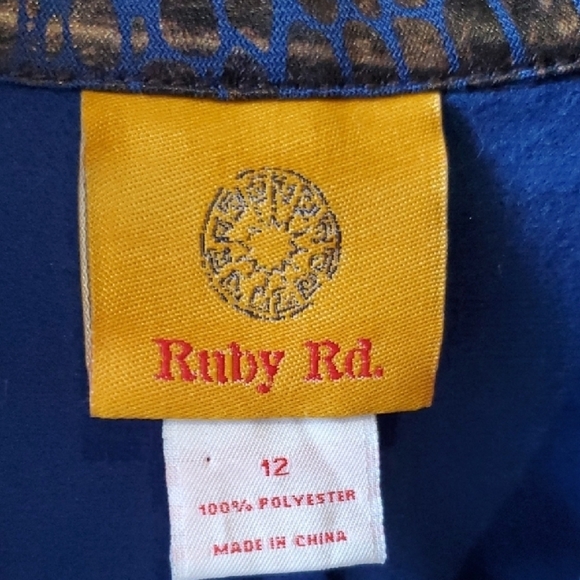 Ruby Rd.
12
100% POLYESTER
MADE IN CHINA